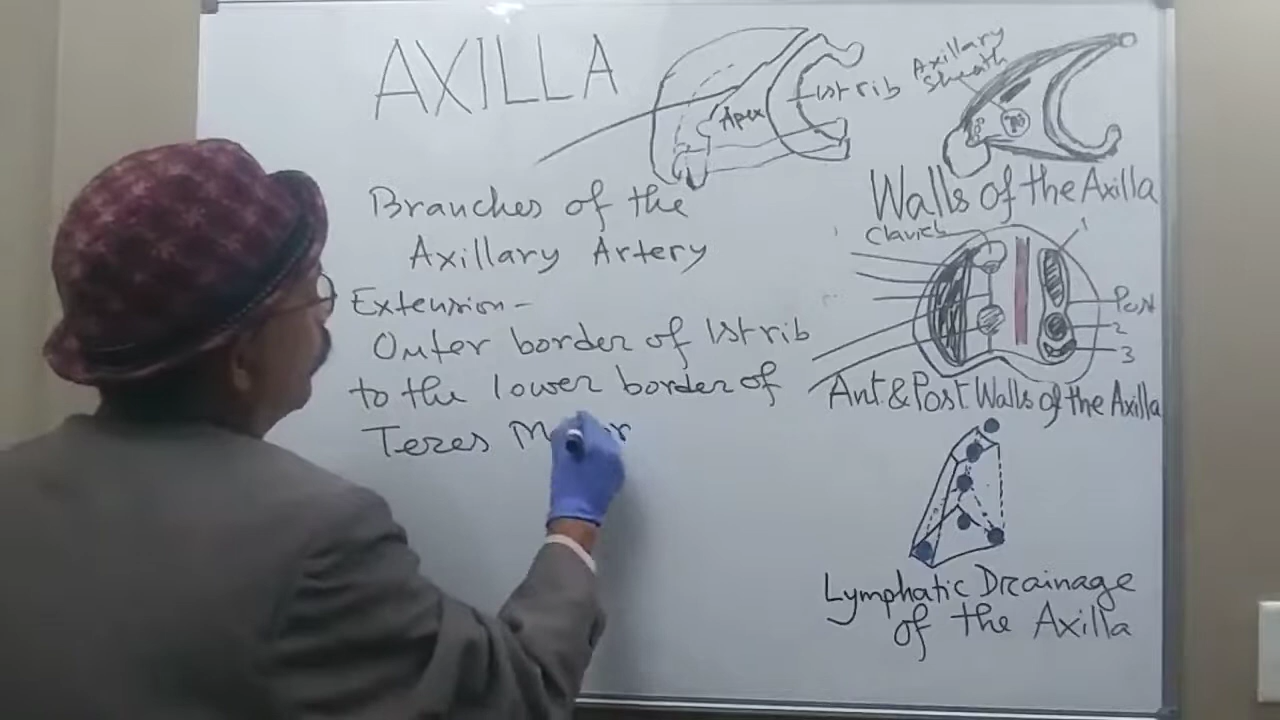 AXILLA
Apex
1st rib
Axillary
Sheath
Walls of the Axilla
Branches of the
Axillary Artery
Extension-
Outer border of 1st rib
to the lower border of
Teres
Clavicle
1
Post
2
3
Ant. & Post. Walls of the Axilla
Lymphatic Drainage
of the Axilla